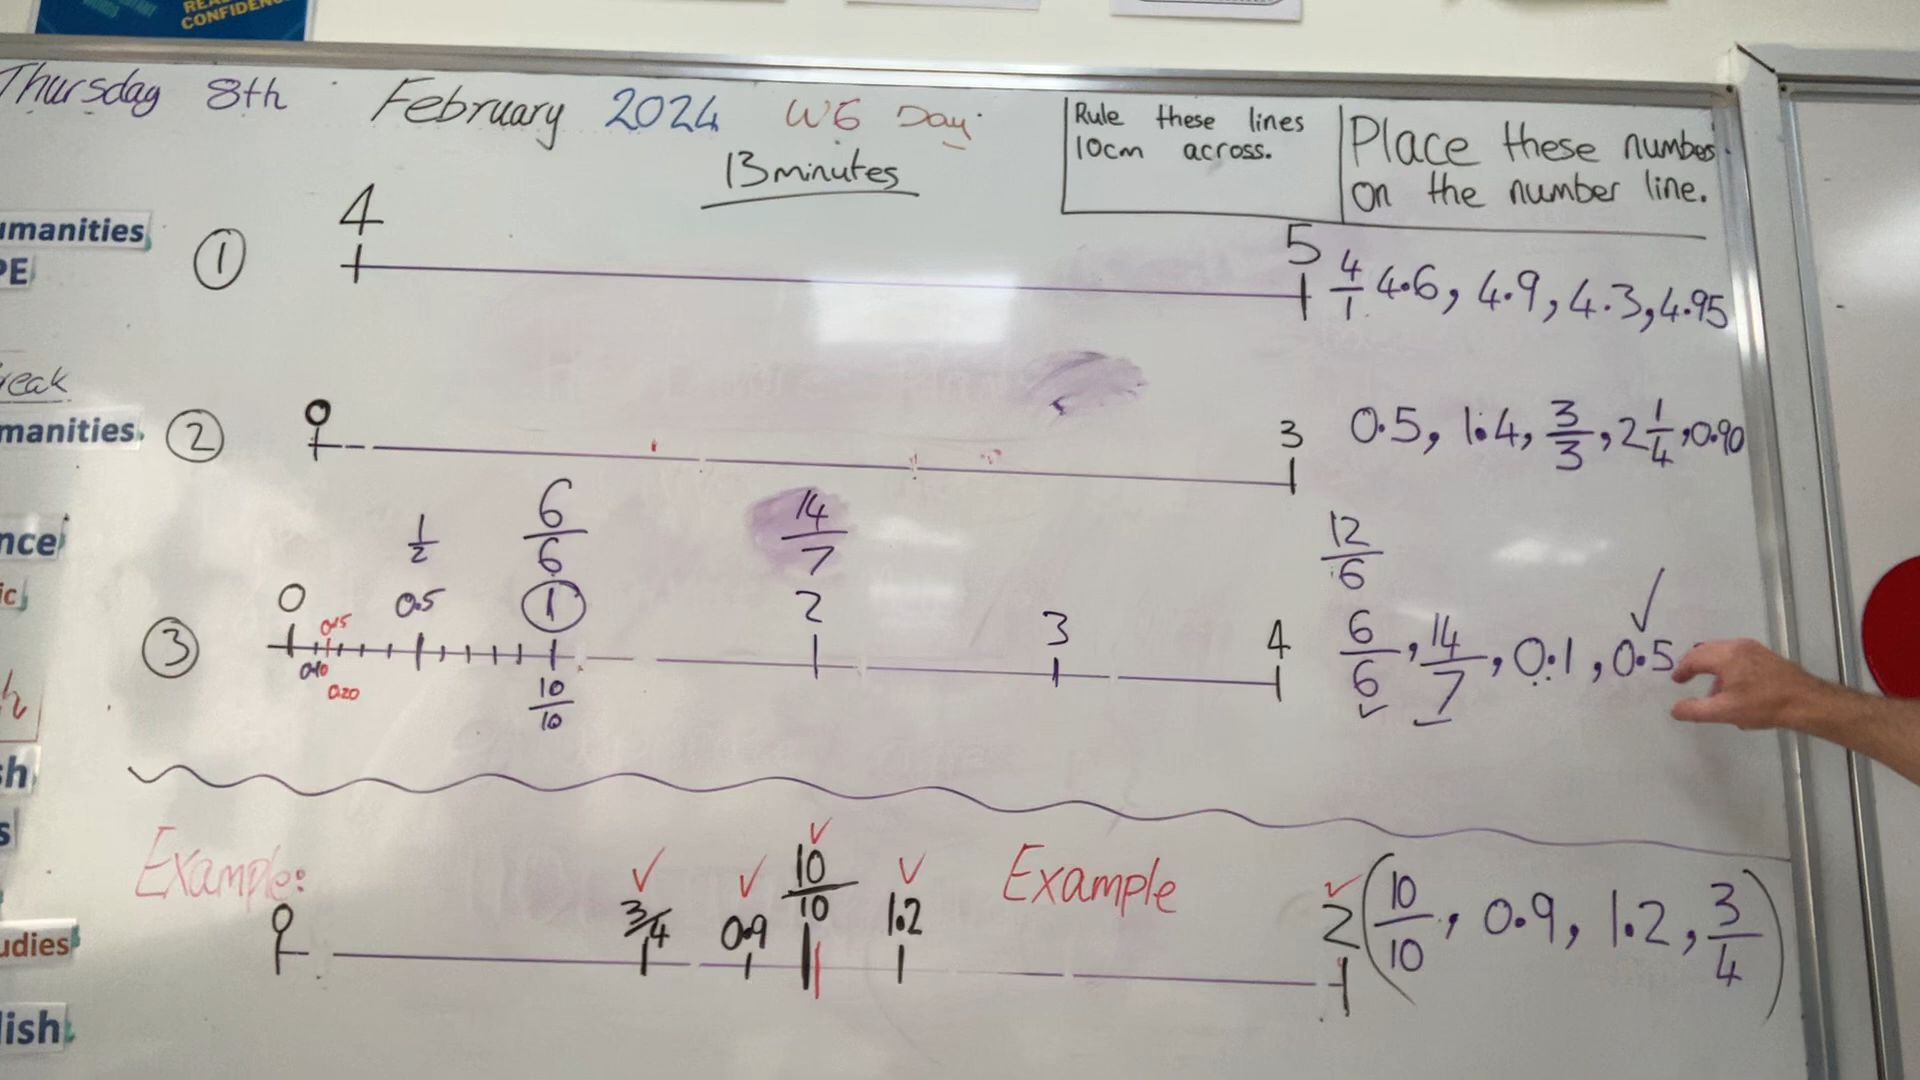 CONFIDEN
Thursday 8th February 2024 W6 Day
13 minutes
Rule these lines
10cm across.
Place these numbers
on the number line.
umanities
PE
reak
manities
nce
ic
h
sh
s
udies
lish
① 4 5 4/1 4.6, 4.9, 4.3, 4.95
② 0 3 0.5, 1.4, 3/3, 2 1/4, 0.90
1/2 6/6 14/7 12/6
③ 0 0.15 0.5 1 2 3 4 6/6, 14/7, 0.1, 0.5
0.10 0.20 10/10
Example: Example
0 3/4 0.9 10/10 1.2 2 (10/10, 0.9, 1.2, 3/4)